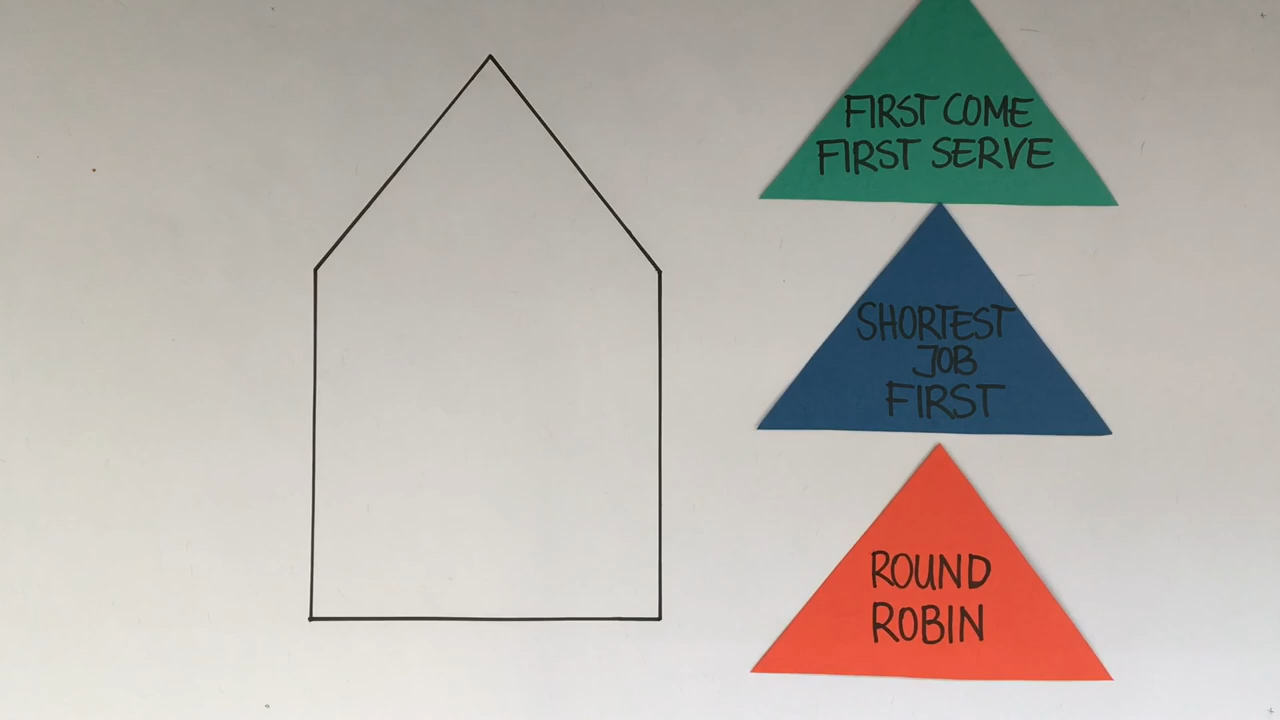 FIRST COME
FIRST SERVE
SHORTEST
JOB
FIRST
ROUND
ROBIN